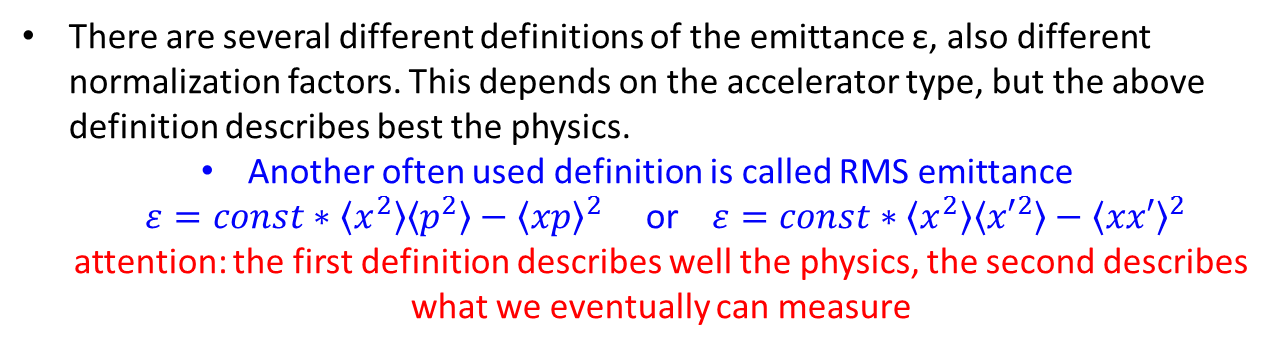 • There are several different definitions of the emittance ε, also different
normalization factors. This depends on the accelerator type, but the above
definition describes best the physics.
• Another often used definition is called RMS emittance
𝜀 = 𝑐𝑜𝑛𝑠𝑡 ∗ ⟨𝑥²⟩⟨𝑝²⟩ − ⟨𝑥𝑝⟩² or 𝜀 = 𝑐𝑜𝑛𝑠𝑡 ∗ ⟨𝑥²⟩⟨𝑥′²⟩ − ⟨𝑥𝑥′⟩²
attention: the first definition describes well the physics, the second describes
what we eventually can measure